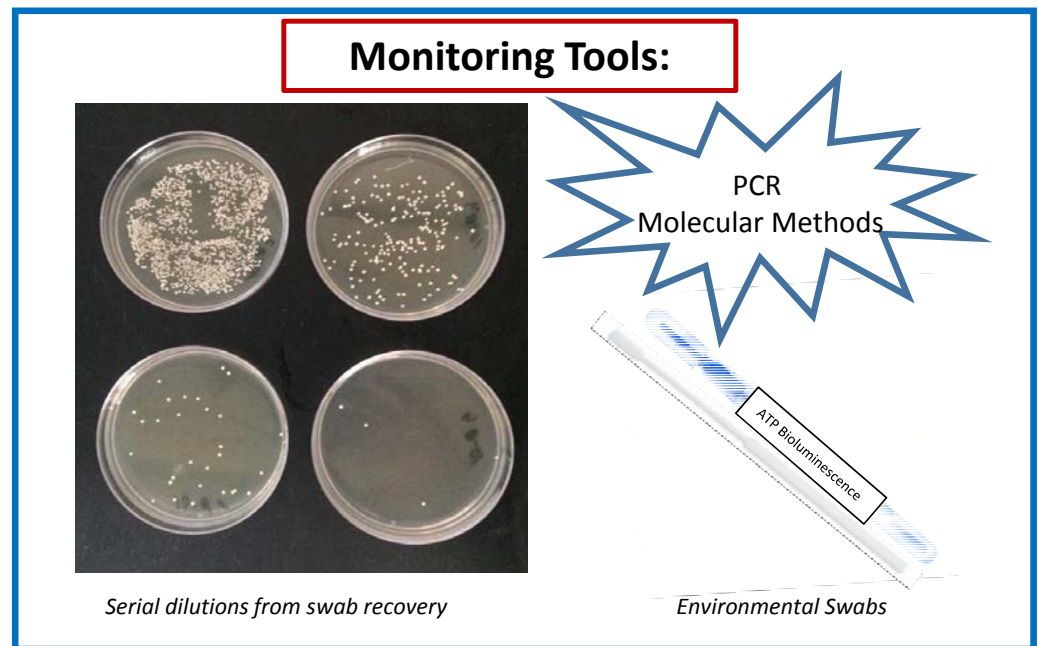 Monitoring Tools:
PCR
Molecular Methods
ATP Bioluminescence
Serial dilutions from swab recovery
Environmental Swabs